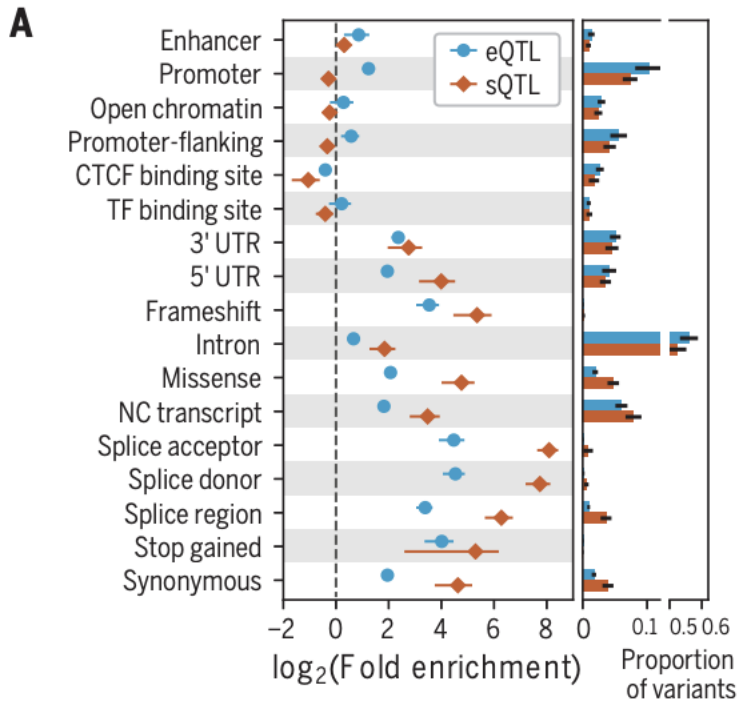 A
Enhancer
Promoter
Open chromatin
Promoter-flanking
CTCF binding site
TF binding site
3' UTR
5' UTR
Frameshift
Intron
Missense
NC transcript
Splice acceptor
Splice donor
Splice region
Stop gained
Synonymous
eQTL
sQTL
−2 0 2 4 6 8 0 0.1 0.5 0.6
log₂(Fold enrichment)
Proportion
of variants